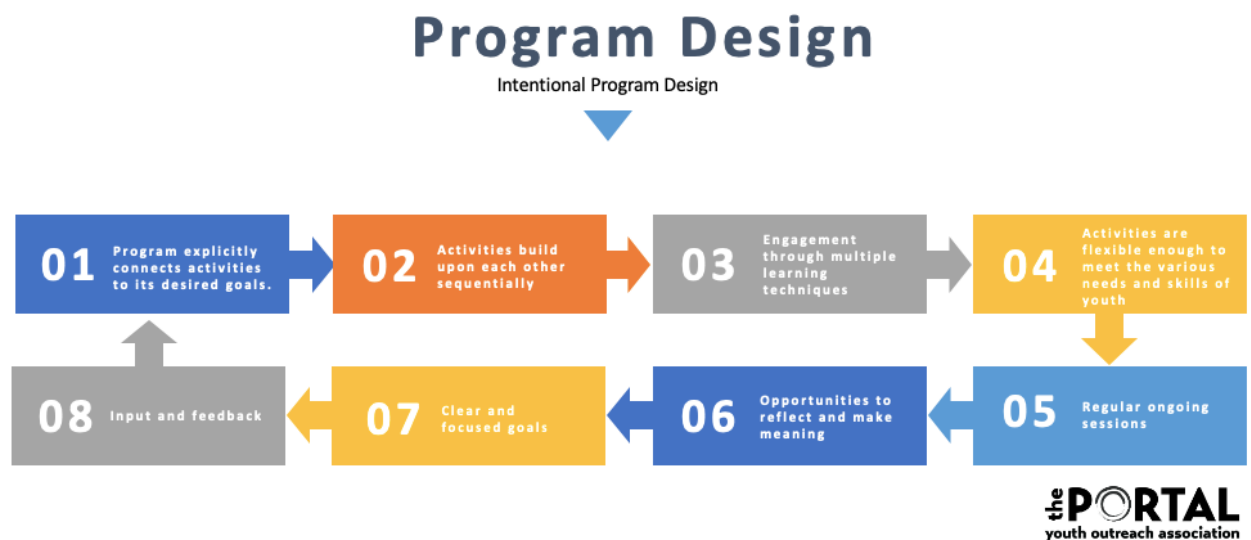 Program Design
Intentional Program Design
01
Program explicitly
connects activities
to its desired goals.
02
Activities build
upon each other
sequentially
03
Engagement
through multiple
learning
techniques
04
Activities are
flexible enough to
meet the various
needs and skills of
youth
05
Regular ongoing
sessions
06
Opportunities to
reflect and make
meaning
07
Clear and
focused goals
08
Input and feedback
the PORTAL
youth outreach association